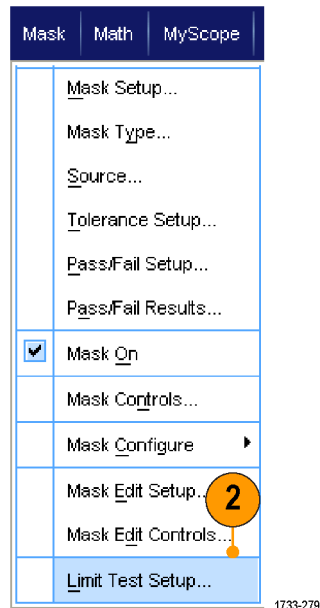 Mask Math MyScope
Mask Setup...
Mask Type...
Source...
Tolerance Setup...
Pass/Fail Setup...
Pass/Fail Results...
Mask On
Mask Controls...
Mask Configure
Mask Edit Setup..
2
Mask Edit Controls...
Limit Test Setup...
1733-279